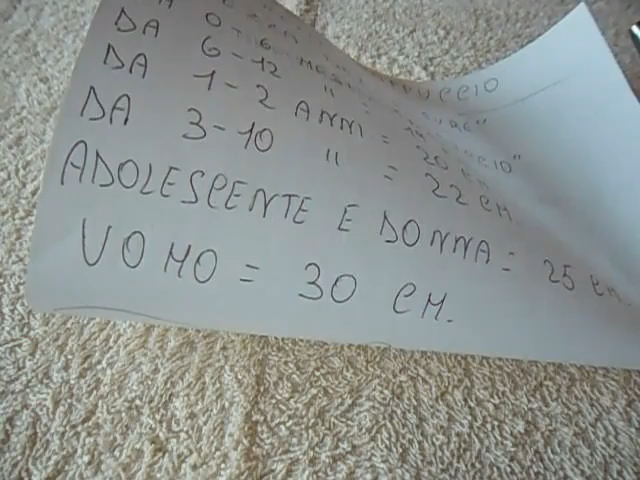 DA 0-6
DA 6-12 "
DA 1-2 ANNI = 20 CM
DA 3-10 " = 22 CM.
ADOLESCENTE E DONNA = 25 CM.
UOMO = 30 CM.